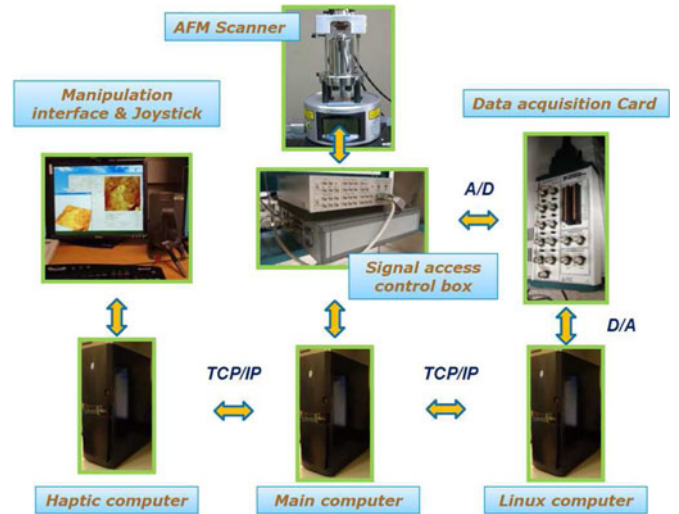 AFM Scanner
Manipulation
interface & Joystick
Data acquisition Card
A/D
Signal access
control box
D/A
TCP/IP
TCP/IP
Haptic computer
Main computer
Linux computer